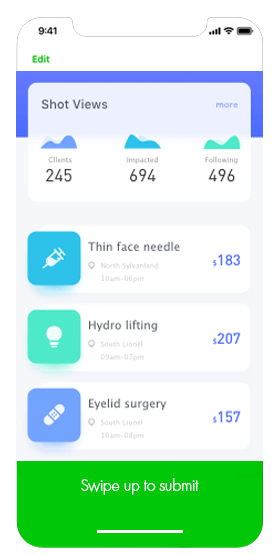 9:41
Edit
Shot Views
more
Cllents
Impacted
Following
245
694
496
Thin face needle
North Sylvanland
10am-06pm
$183
Hydro lifting
South Lionel
09am-07pm
$207
Eyelid surgery
South Lionel
10am-08pm
$157
Swipe up to submit